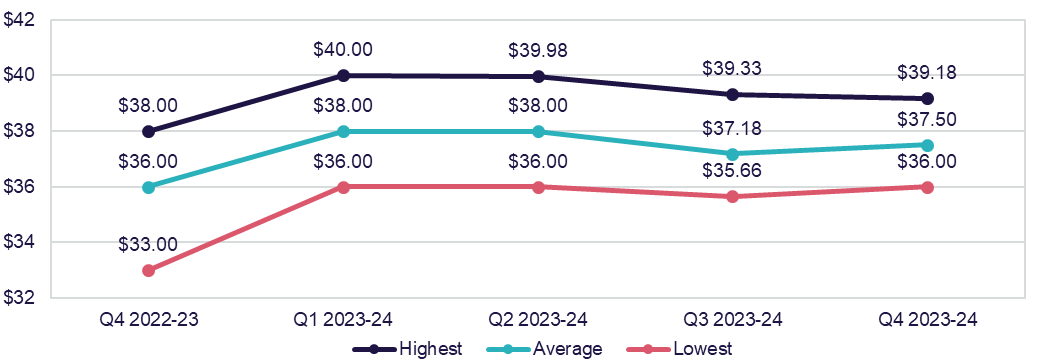 $42
$40.00
$39.98
$40
$39.33
$39.18
$38.00
$38.00
$38.00
$37.50
$38
$37.18
$36.00
$36.00
$36.00
$35.66
$36.00
$36
$33.00
$34
$32
Q4 2022-23
Q1 2023-24
Q2 2023-24
Q3 2023-24
Q4 2023-24
Highest
Average
Lowest